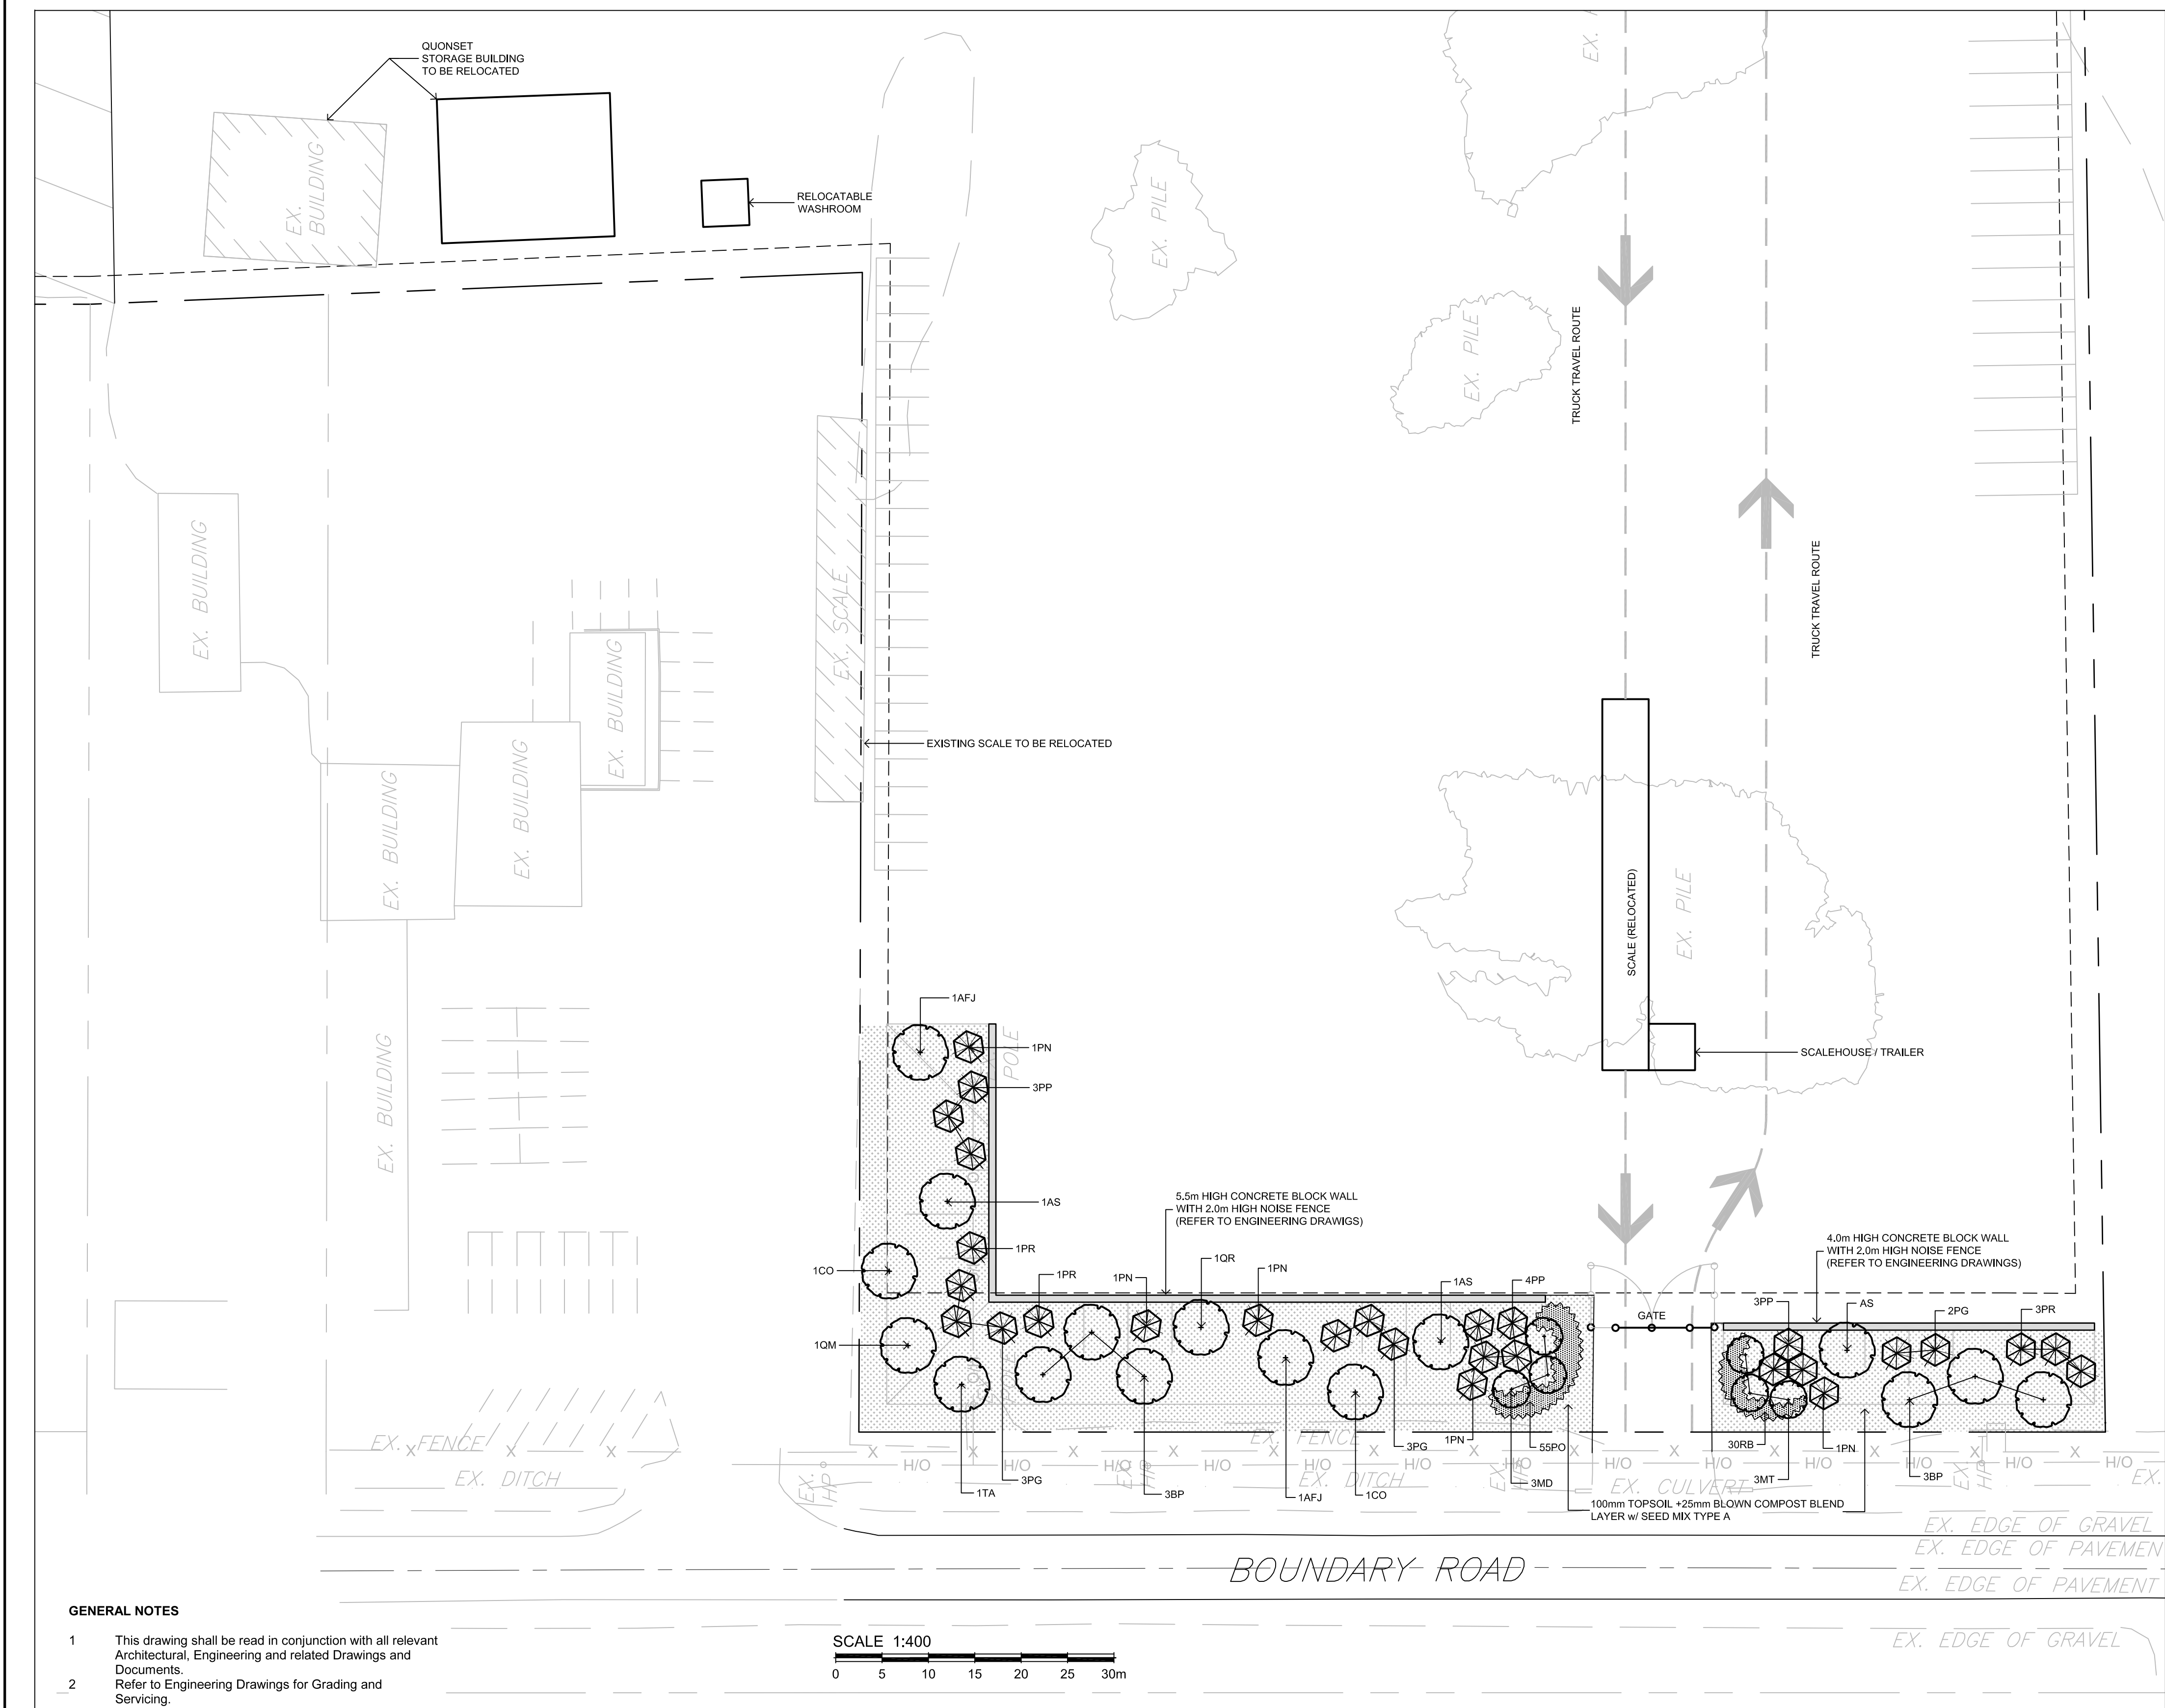 QUONSET
STORAGE BUILDING
TO BE RELOCATED
EX.
EX.
BUILDING
RELOCATABLE
WASHROOM
EX. PILE
EX. PILE
TRUCK TRAVEL ROUTE
TRUCK TRAVEL ROUTE
EX. BUILDING
EX. SCALE
EX. BUILDING
EX. BUILDING
EX. BUILDING
EXISTING SCALE TO BE RELOCATED
SCALE (RELOCATED)
EX. PILE
SCALEHOUSE / TRAILER
EX. BUILDING
POLE
1AFJ
1PN
3PP
1AS
1PR
1CO
1QM
5.5m HIGH CONCRETE BLOCK WALL
WITH 2.0m HIGH NOISE FENCE
(REFER TO ENGINEERING DRAWIGS)
4.0m HIGH CONCRETE BLOCK WALL
WITH 2.0m HIGH NOISE FENCE
(REFER TO ENGINEERING DRAWINGS)
1PR
1PN
1QR
1PN
1AS
4PP
GATE
3PP
AS
2PG
3PR
1TA
3PG
3BP
1AFJ
1CO
3PG
1PN
3MD
55PO
30RB
3MT
1PN
3BP
EX. FENCE X X X
X X X EX. FENCE X X X X X X X X X
H/O H/O H/O H/O H/O H/O H/O H/O H/O H/O H/O H/O H/O
EX. DITCH
EX. HP
EX. DITCH
EX. CULVERT
EX.
100mm TOPSOIL +25mm BLOWN COMPOST BLEND
LAYER w/ SEED MIX TYPE A
EX. EDGE OF GRAVEL
EX. EDGE OF PAVEMEN
BOUNDARY ROAD
EX. EDGE OF PAVEMENT
EX. EDGE OF GRAVEL
GENERAL NOTES
1 This drawing shall be read in conjunction with all relevant
Architectural, Engineering and related Drawings and
Documents.
2 Refer to Engineering Drawings for Grading and
Servicing.
SCALE 1:400
0 5 10 15 20 25 30m